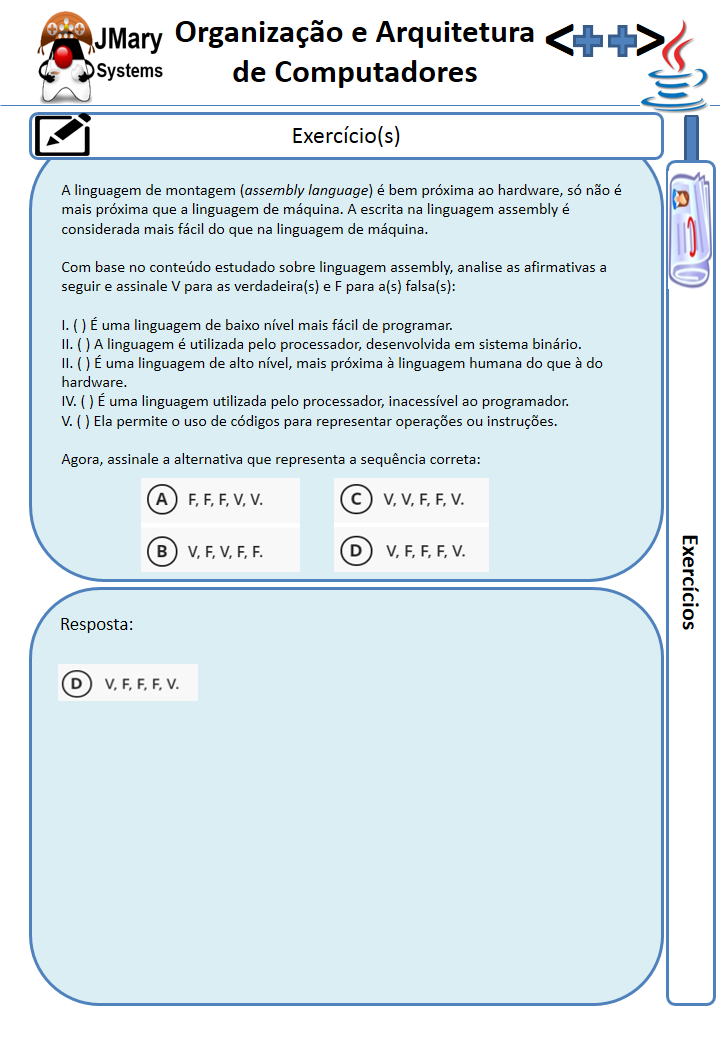 JMary
Systems
Organização e Arquitetura
de Computadores
<++>
Exercício(s)
A linguagem de montagem (assembly language) é bem próxima ao hardware, só não é
mais próxima que a linguagem de máquina. A escrita na linguagem assembly é
considerada mais fácil do que na linguagem de máquina.
Com base no conteúdo estudado sobre linguagem assembly, analise as afirmativas a
seguir e assinale V para as verdadeira(s) e F para a(s) falsa(s):
I. ( ) É uma linguagem de baixo nível mais fácil de programar.
II. ( ) A linguagem é utilizada pelo processador, desenvolvida em sistema binário.
II. ( ) É uma linguagem de alto nível, mais próxima à linguagem humana do que à do
hardware.
IV. ( ) É uma linguagem utilizada pelo processador, inacessível ao programador.
V. ( ) Ela permite o uso de códigos para representar operações ou instruções.
Agora, assinale a alternativa que representa a sequência correta:
A F, F, F, V, V.
B V, F, V, F, F.
C V, V, F, F, V.
D V, F, F, F, V.
Resposta:
D V, F, F, F, V.
Exercícios